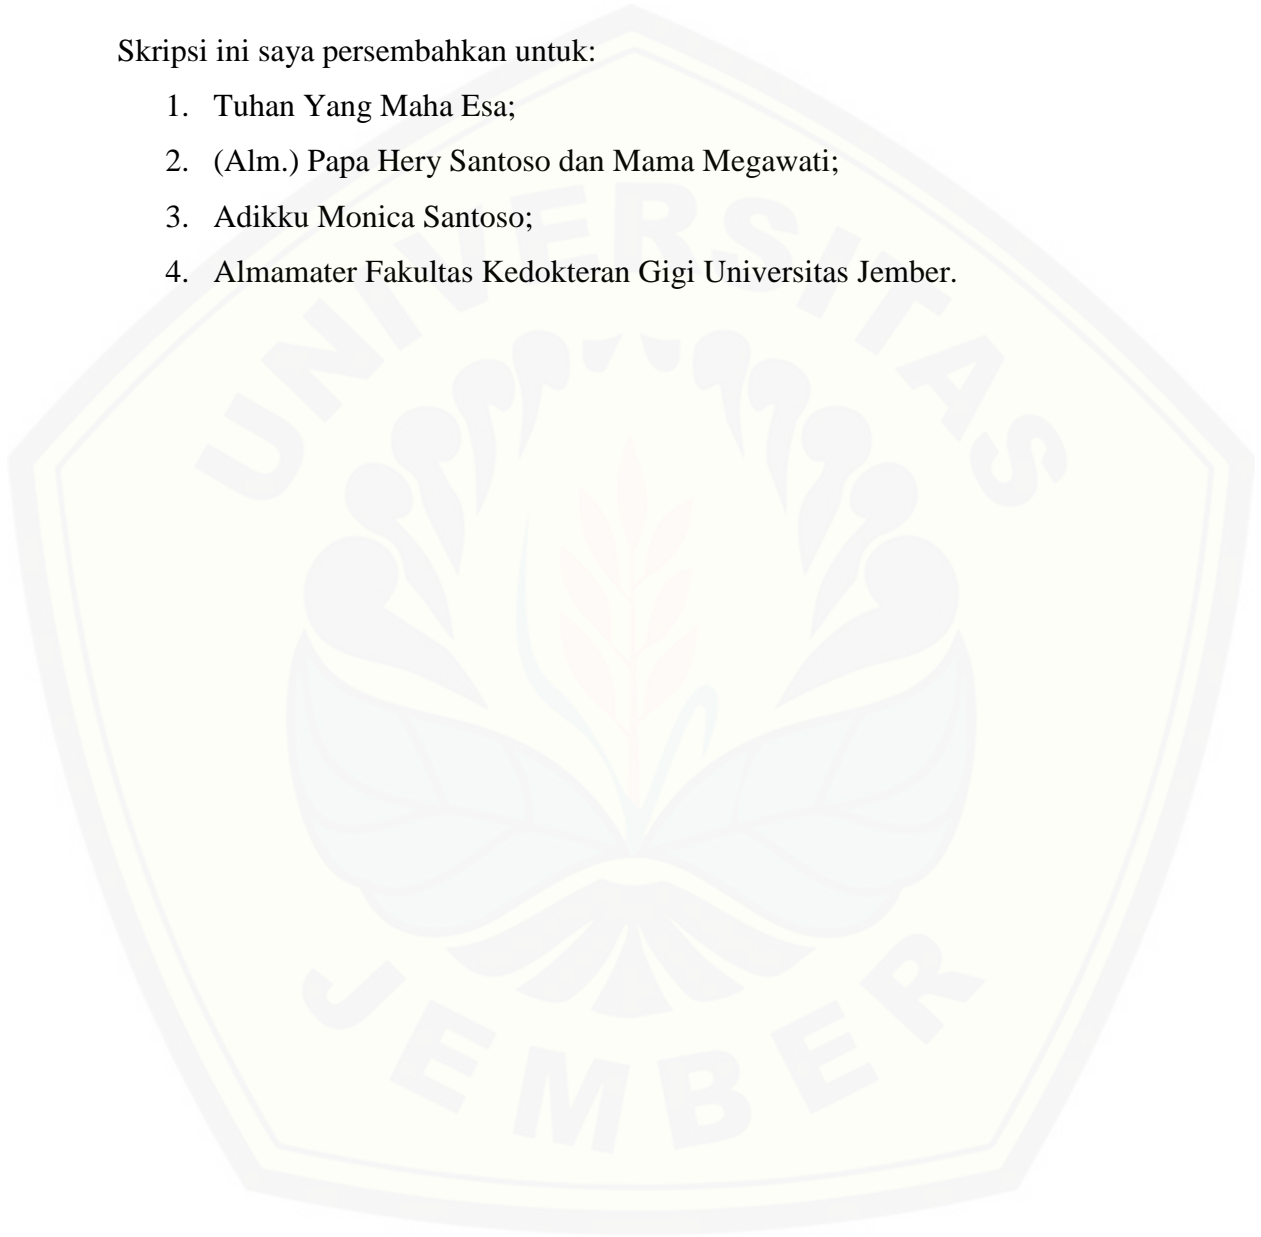 Skripsi ini saya persembahkan untuk:
1. Tuhan Yang Maha Esa;
2. (Alm.) Papa Hery Santoso dan Mama Megawati;
3. Adikku Monica Santoso;
4. Almamater Fakultas Kedokteran Gigi Universitas Jember.
UNIVERSITAS
JEMBER